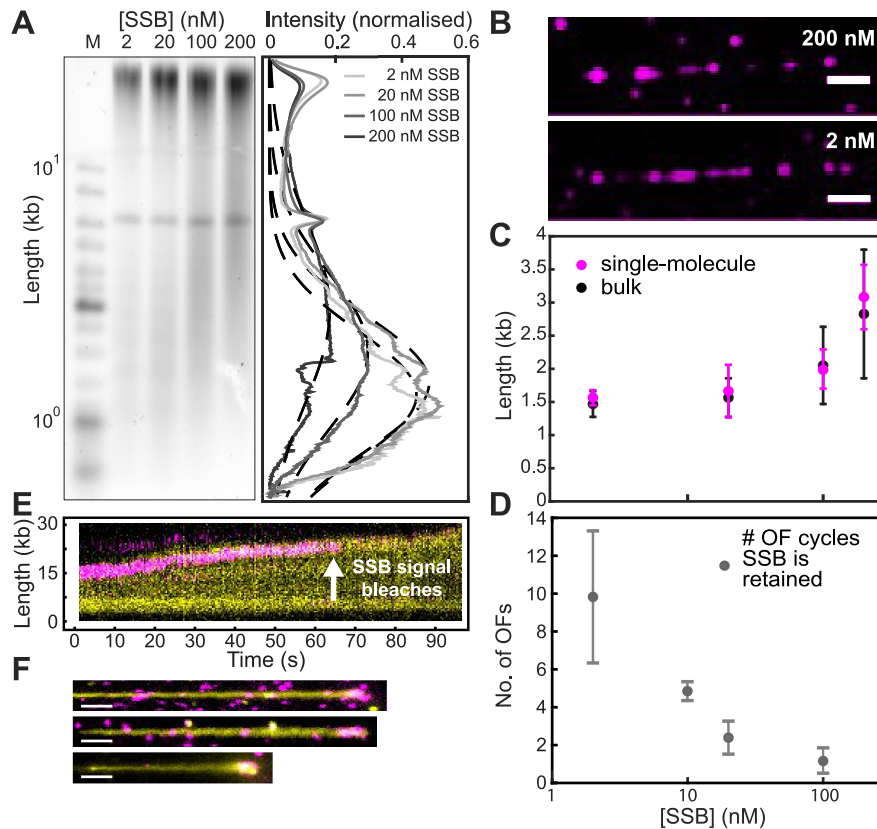 A
[SSB] (nM)
M 2 20 100 200
10¹
10⁰
Length (kb)
Intensity (normalised)
0 0.2 0.4 0.6
2 nM SSB
20 nM SSB
100 nM SSB
200 nM SSB
B
200 nM
2 nM
C
4
3.5
3
2.5
2
1.5
1
0.5
0
Length (kb)
single-molecule
bulk
D
14
12
10
8
6
4
2
0
No. of OFs
# OF cycles
SSB is
retained
1 10 100
[SSB] (nM)
E
30
15
0
Length (kb)
SSB signal
bleaches
0 10 20 30 40 50 60 70 80 90
Time (s)
F